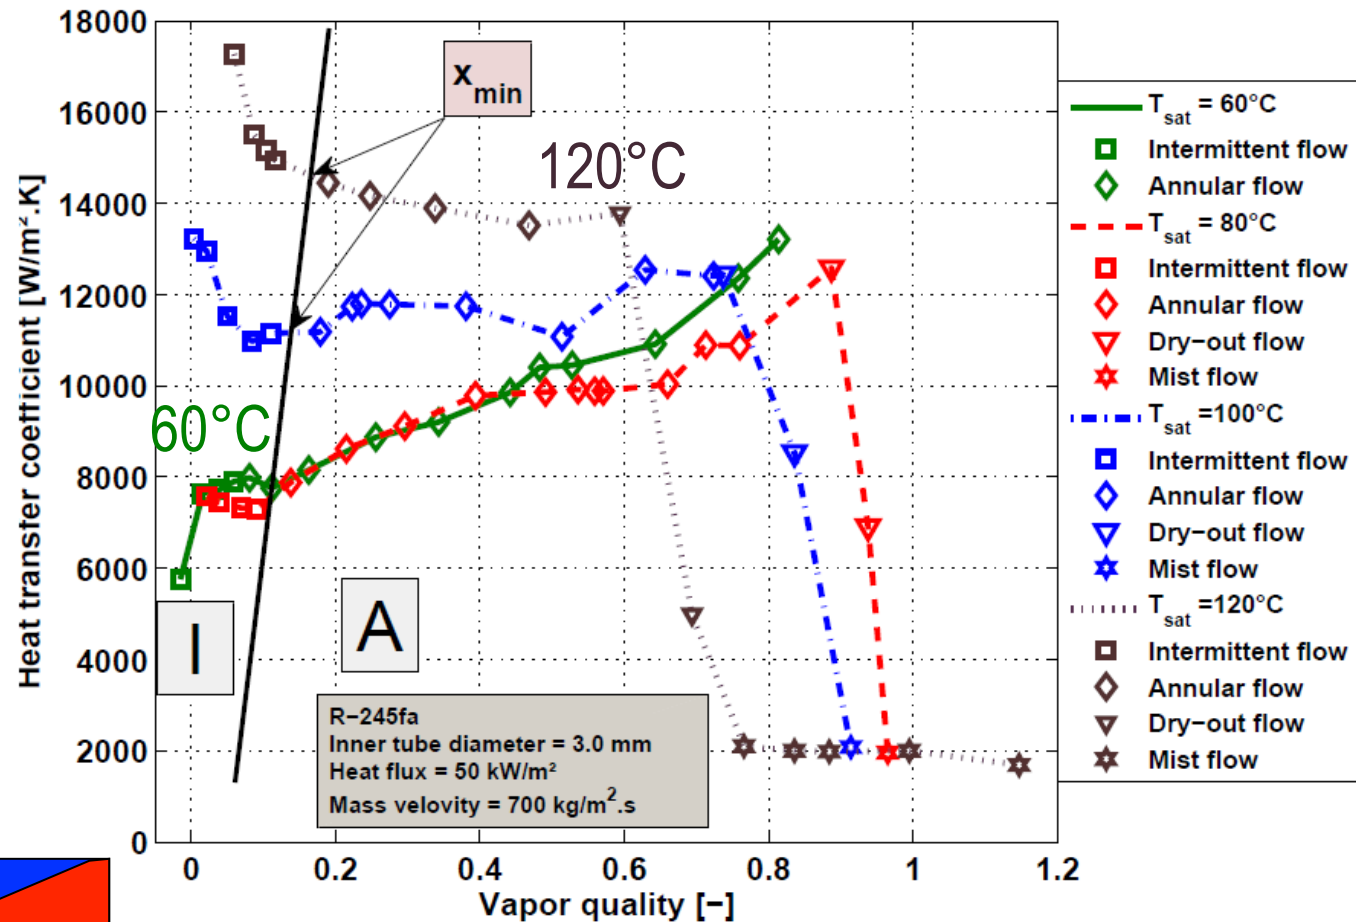 18000
16000
14000
12000
10000
8000
6000
4000
2000
0
Heat transfer coefficient [W/m².K]
0 0.2 0.4 0.6 0.8 1 1.2
Vapor quality [−]
x_min
120°C
60°C
I
A
R−245fa
Inner tube diameter = 3.0 mm
Heat flux = 50 kW/m²
Mass velovity = 700 kg/m².s
T_sat = 60°C
Intermittent flow
Annular flow
T_sat = 80°C
Intermittent flow
Annular flow
Dry−out flow
Mist flow
T_sat =100°C
Intermittent flow
Annular flow
Dry−out flow
Mist flow
T_sat =120°C
Intermittent flow
Annular flow
Dry−out flow
Mist flow